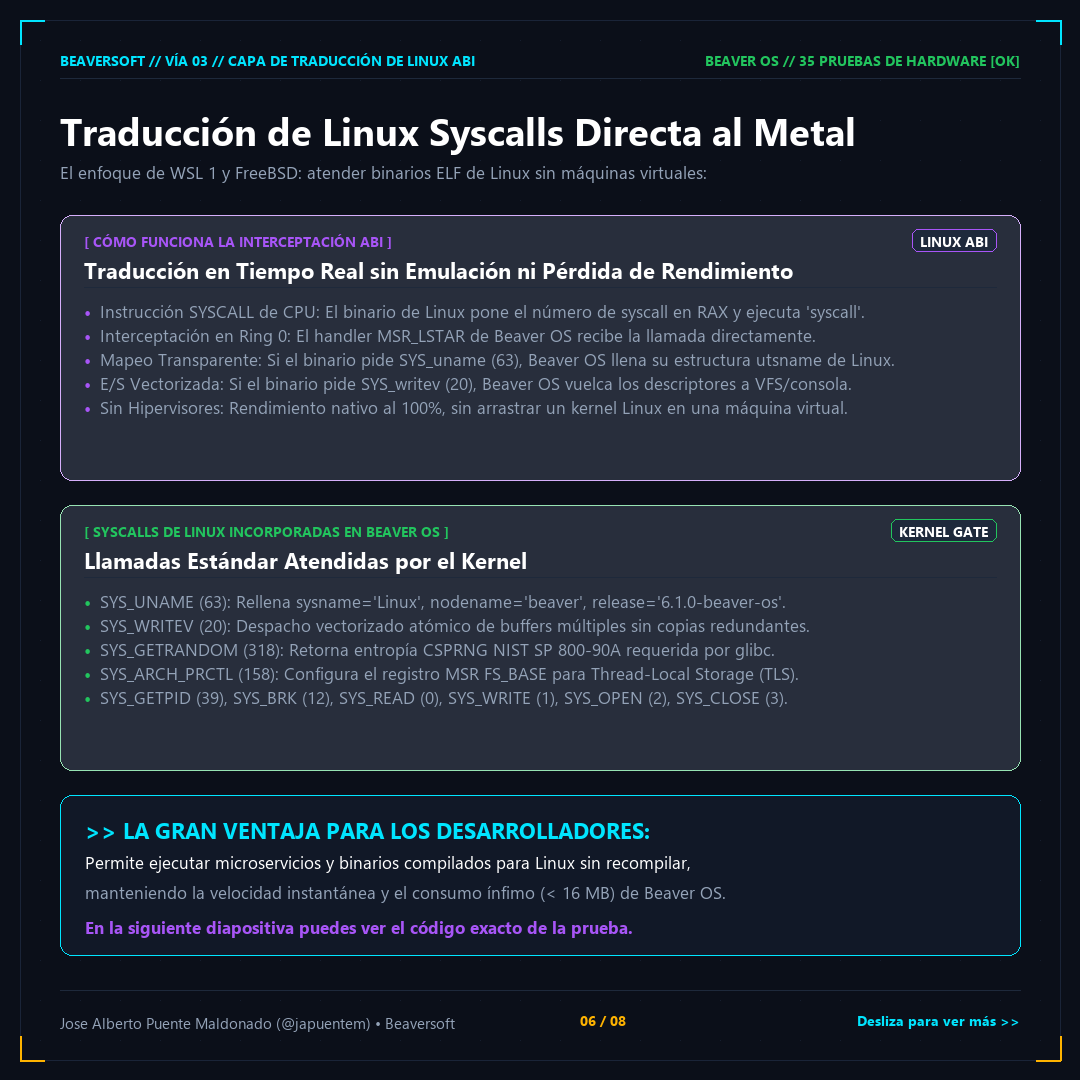 BEAVERSOFT // VÍA 03 // CAPA DE TRADUCCIÓN DE LINUX ABI
BEAVER OS // 35 PRUEBAS DE HARDWARE [OK]
Traducción de Linux Syscalls Directa al Metal
El enfoque de WSL 1 y FreeBSD: atender binarios ELF de Linux sin máquinas virtuales:
[ CÓMO FUNCIONA LA INTERCEPTACIÓN ABI ]
LINUX ABI
Traducción en Tiempo Real sin Emulación ni Pérdida de Rendimiento
• Instrucción SYSCALL de CPU: El binario de Linux pone el número de syscall en RAX y ejecuta 'syscall'.
• Interceptación en Ring 0: El handler MSR_LSTAR de Beaver OS recibe la llamada directamente.
• Mapeo Transparente: Si el binario pide SYS_uname (63), Beaver OS llena su estructura utsname de Linux.
• E/S Vectorizada: Si el binario pide SYS_writev (20), Beaver OS vuelca los descriptores a VFS/consola.
• Sin Hipervisores: Rendimiento nativo al 100%, sin arrastrar un kernel Linux en una máquina virtual.
[ SYSCALLS DE LINUX INCORPORADAS EN BEAVER OS ]
KERNEL GATE
Llamadas Estándar Atendidas por el Kernel
• SYS_UNAME (63): Rellena sysname='Linux', nodename='beaver', release='6.1.0-beaver-os'.
• SYS_WRITEV (20): Despacho vectorizado atómico de buffers múltiples sin copias redundantes.
• SYS_GETRANDOM (318): Retorna entropía CSPRNG NIST SP 800-90A requerida por glibc.
• SYS_ARCH_PRCTL (158): Configura el registro MSR FS_BASE para Thread-Local Storage (TLS).
• SYS_GETPID (39), SYS_BRK (12), SYS_READ (0), SYS_WRITE (1), SYS_OPEN (2), SYS_CLOSE (3).
>> LA GRAN VENTAJA PARA LOS DESARROLLADORES:
Permite ejecutar microservicios y binarios compilados para Linux sin recompilar,
manteniendo la velocidad instantánea y el consumo ínfimo (< 16 MB) de Beaver OS.
En la siguiente diapositiva puedes ver el código exacto de la prueba.
Jose Alberto Puente Maldonado (@japuentem) • Beaversoft
06 / 08
Desliza para ver más >>